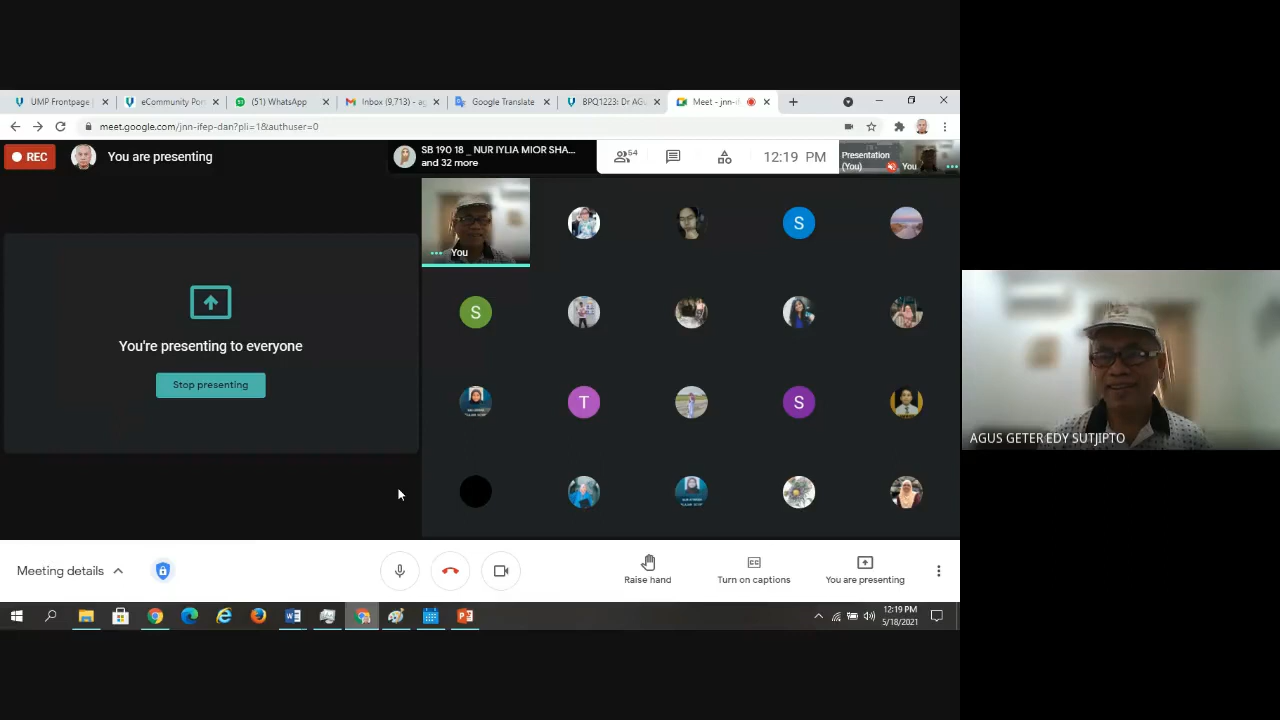 UMP Frontpage
eCommunity Por
(51) WhatsApp
Inbox (9,713) - ag
Google Translate
BPQ1223: Dr AGu
Meet - jnn-if
meet.google.com/jnn-ifep-dan?pli=1&authuser=0
REC
You are presenting
SB 190 18 _ NUR IYLIA MIOR SHA...
and 32 more
54
12:19 PM
Presentation
(You)
You
You
S
S
T
S
You're presenting to everyone
Stop presenting
AGUS GETER EDY SUTJIPTO
Meeting details
Raise hand
CC
Turn on captions
You are presenting
12:19 PM
5/18/2021